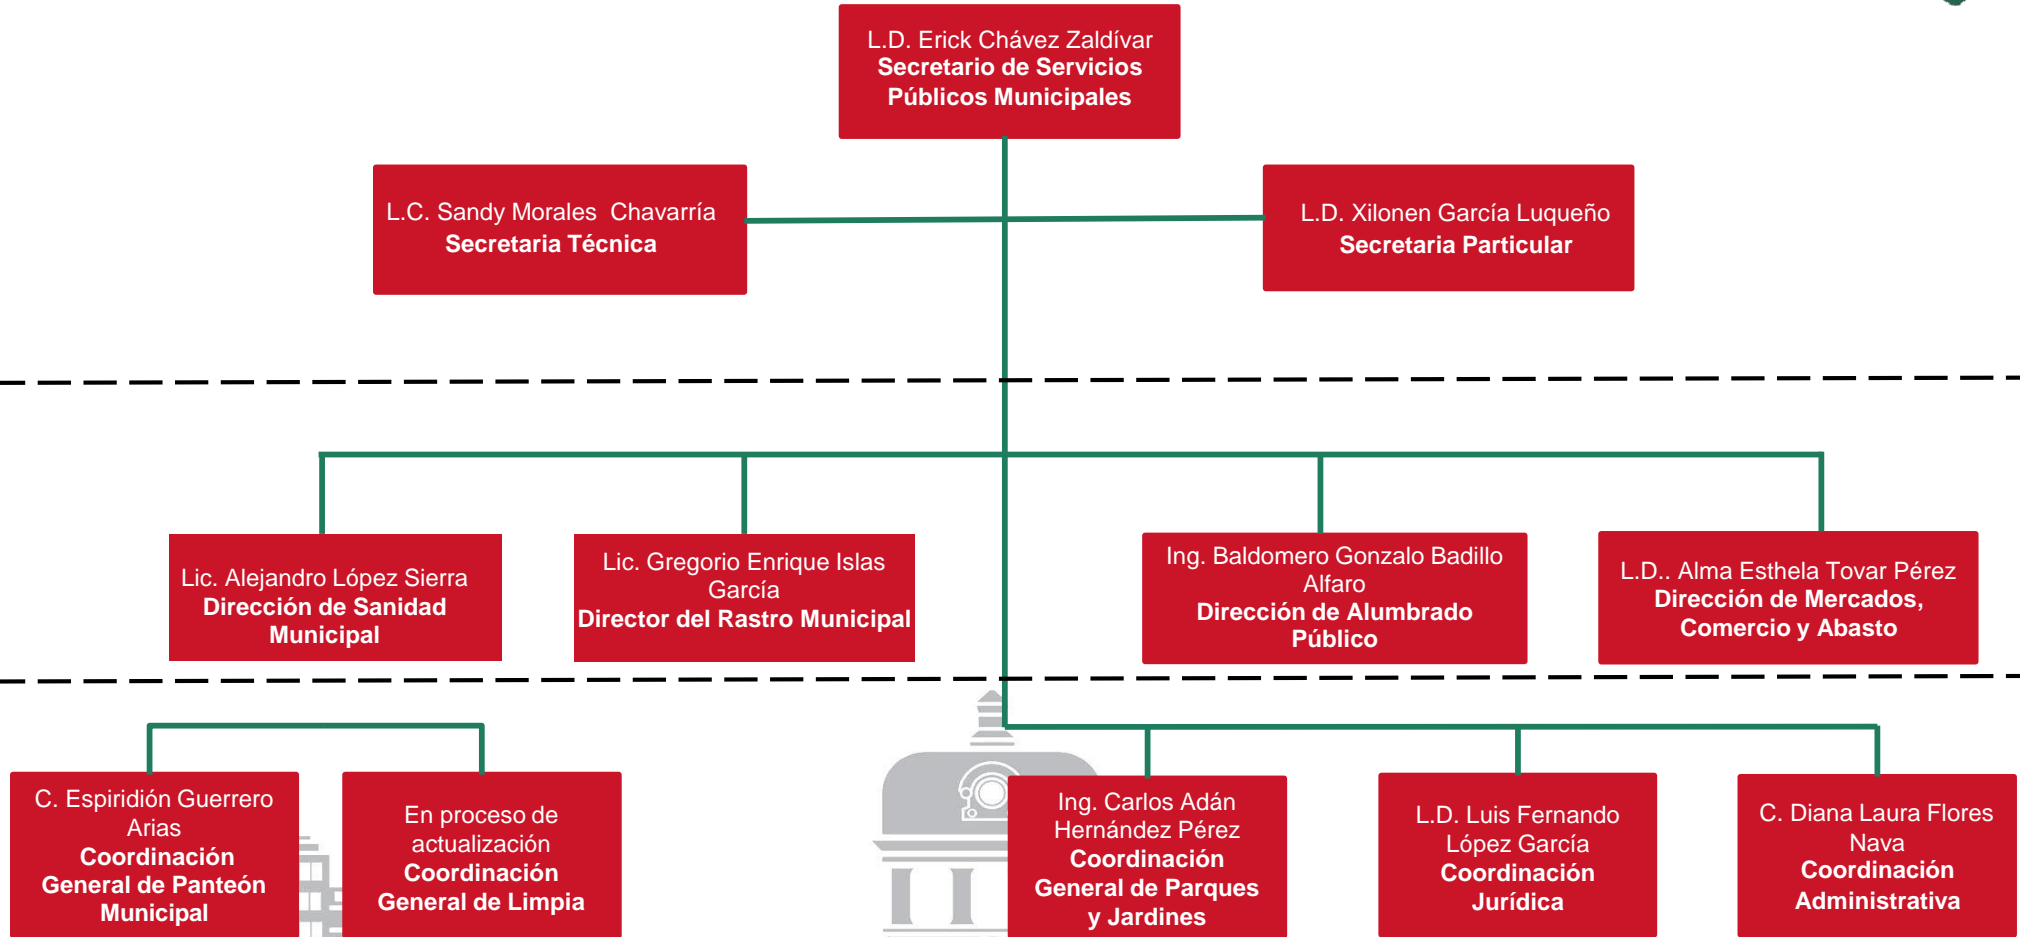 L.D. Erick Chávez Zaldívar
Secretario de Servicios
Públicos Municipales
L.C. Sandy Morales  Chavarría
Secretaria Técnica
L.D. Xilonen García Luqueño
Secretaria Particular
Lic. Alejandro López Sierra
Dirección de Sanidad
Municipal
Lic. Gregorio Enrique Islas
García
Director del Rastro Municipal
Ing. Baldomero Gonzalo Badillo
Alfaro
Dirección de Alumbrado
Público
L.D.. Alma Esthela Tovar Pérez
Dirección de Mercados,
Comercio y Abasto
C. Espiridión Guerrero
Arias
Coordinación
General de Panteón
Municipal
En proceso de
actualización
Coordinación
General de Limpia
Ing. Carlos Adán
Hernández Pérez
Coordinación
General de Parques
y Jardines
L.D. Luis Fernando
López García
Coordinación
Jurídica
C. Diana Laura Flores
Nava
Coordinación
Administrativa